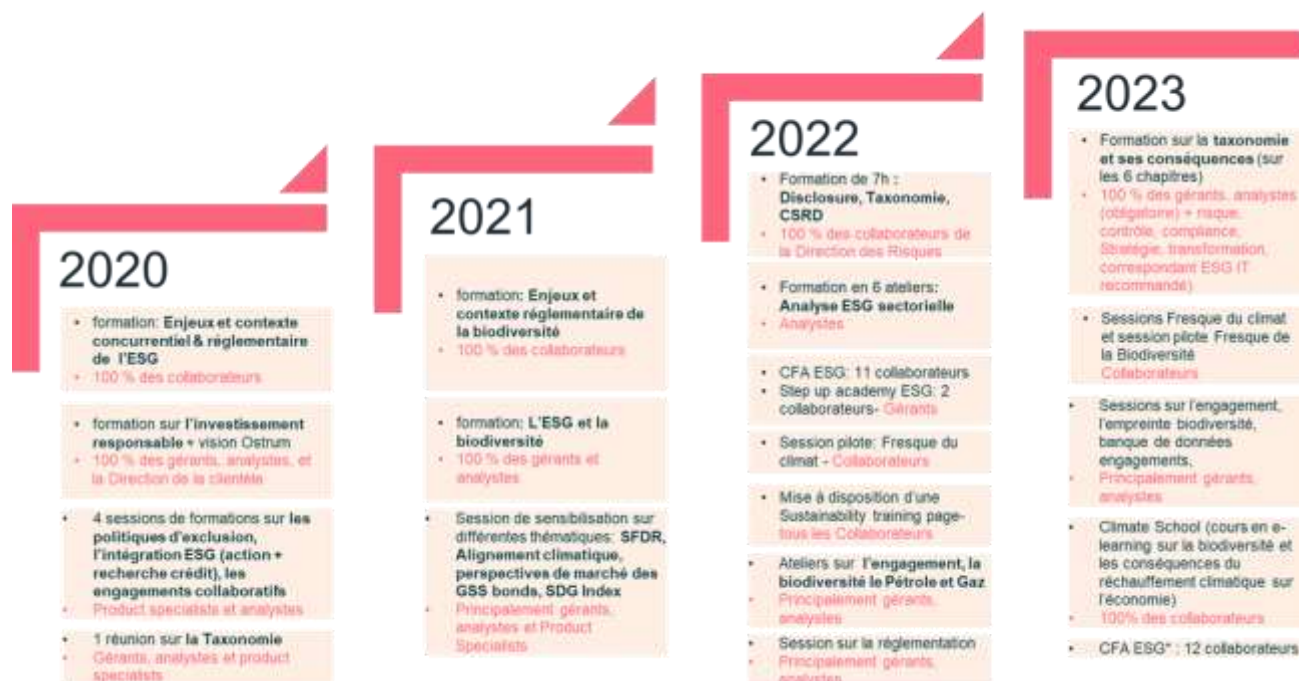 2020
• formation: Enjeux et contexte
concurrentiel & réglementaire
de l'ESG
• 100 % des collaborateurs
• formation sur l'investissement
responsable + vision Ostrum
• 100 % des gérants, analystes, et
la Direction de la clientèle
• 4 sessions de formations sur les
politiques d'exclusion,
l'intégration ESG (action +
recherche crédit), les
engagements collaboratifs
• Product specialists et analystes
• 1 réunion sur la Taxonomie
• Gérants, analystes et product
specialists
2021
• formation: Enjeux et
contexte réglementaire de
la biodiversité
• 100 % des collaborateurs
• formation: L'ESG et la
biodiversité
• 100 % des gérants et
analystes
• Session de sensibilisation sur
différentes thématiques: SFDR,
Alignement climatique,
perspectives de marché des
GSS bonds, SDG Index
• Principalement gérants,
analystes et Product
Specialists
2022
• Formation de 7h :
Disclosure, Taxonomie,
CSRD
• 100 % des collaborateurs de
la Direction des Risques
• Formation en 6 ateliers:
Analyse ESG sectorielle
• Analystes
• CFA ESG: 11 collaborateurs
• Step up academy ESG: 2
collaborateurs- Gérants
• Session pilote: Fresque du
climat - Collaborateurs
• Mise à disposition d'une
Sustainability training page-
tous les Collaborateurs
• Ateliers sur l'engagement, la
biodiversité le Pétrole et Gaz
• Principalement gérants,
analystes
• Session sur la réglementation
• Principalement gérants,
analystes
2023
• Formation sur la taxonomie
et ses conséquences (sur
les 6 chapitres)
• 100 % des gérants, analystes
(obligatoire) + risque,
contrôle, compliance,
Stratégie, transformation,
correspondant ESG IT
recommandé)
• Sessions Fresque du climat
et session pilote Fresque de
la Biodiversité
Collaborateurs
• Sessions sur l'engagement,
l'empreinte biodiversité,
banque de données
engagements,
• Principalement gérants,
analystes
• Climate School (cours en e-
learning sur la biodiversité et
les conséquences du
réchauffement climatique sur
l'économie)
• 100% des collaborateurs
• CFA ESG* : 12 collaborateurs